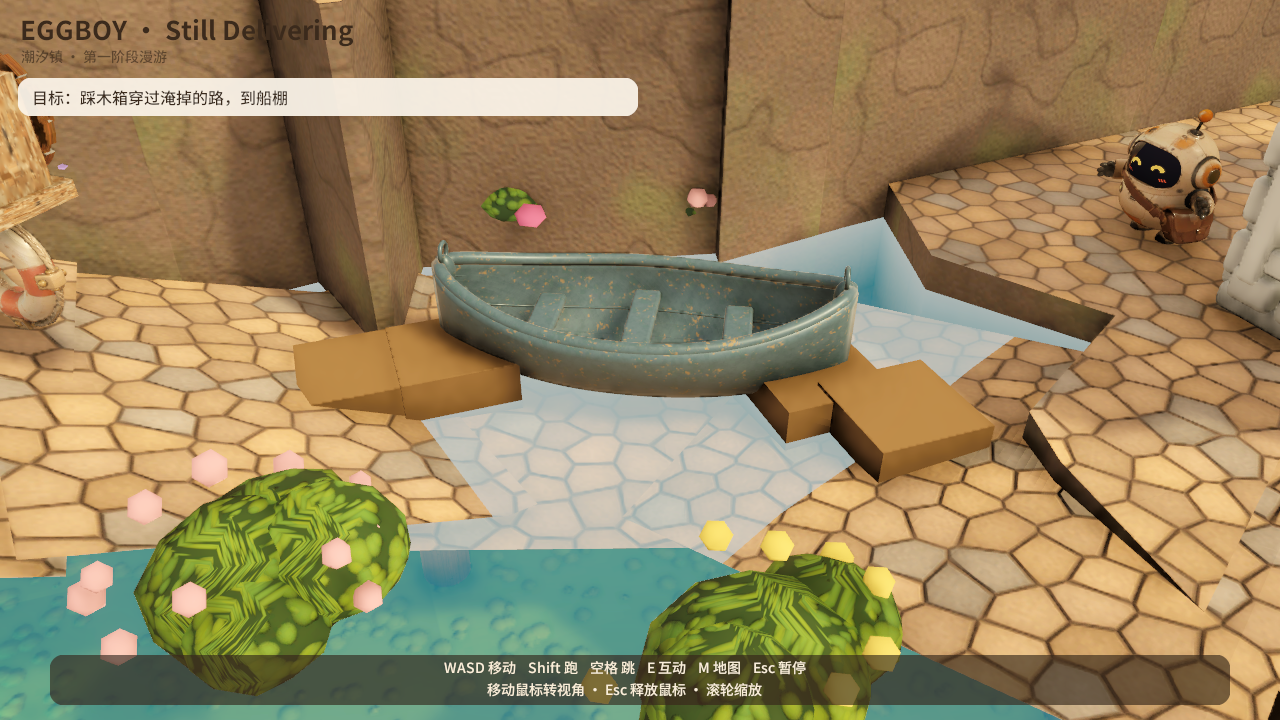 EGGBOY · Still Delivering
潮汐镇 · 第一阶段漫游
目标：踩木箱穿过淹掉的路，到船棚
WASD 移动 Shift 跑 空格 跳 E 互动 M 地图 Esc 暂停
移动鼠标转视角 · Esc 释放鼠标 · 滚轮缩放